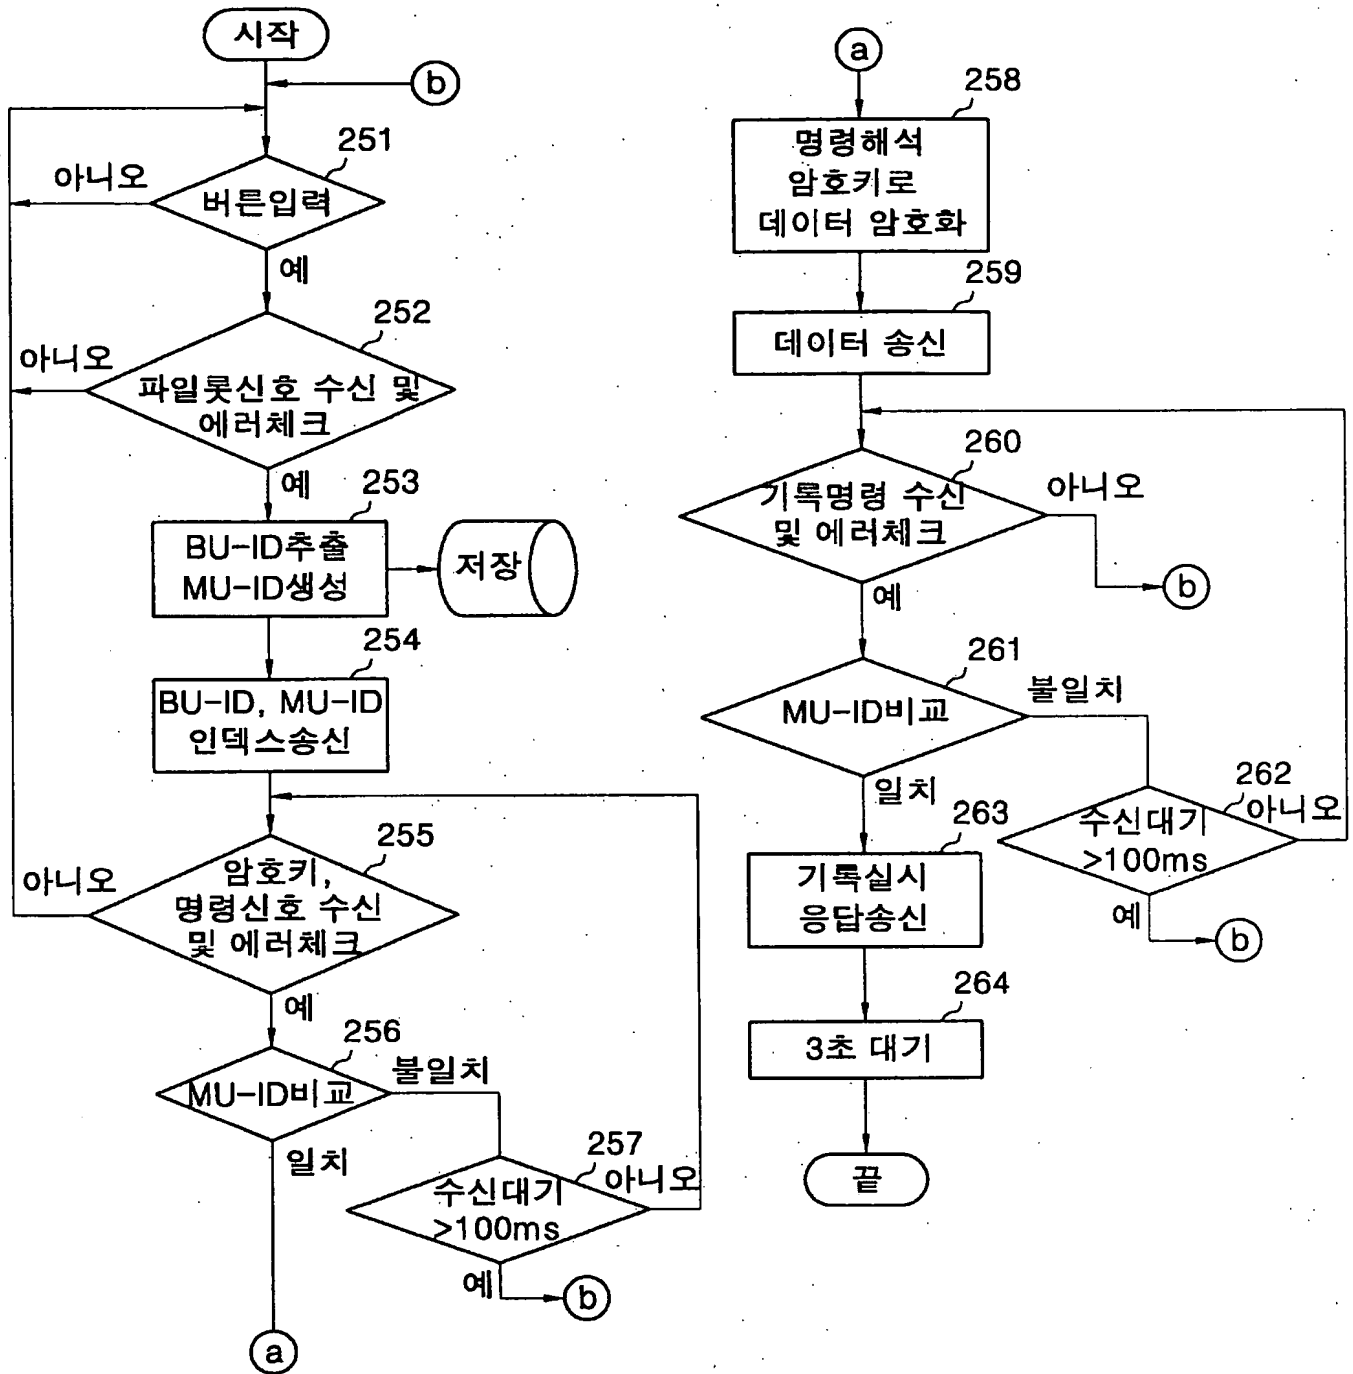 시작
b
251
아니오
버튼입력
예
252
아니오
파일롯신호 수신 및
에러체크
예
253
BU-ID추출
MU-ID생성
저장
254
BU-ID, MU-ID
인덱스송신
255
아니오
암호키,
명령신호 수신
및 에러체크
예
256
불일치
MU-ID비교
일치
257
아니오
수신대기
>100ms
예
b
a
a
258
명령해석
암호키로
데이터 암호화
259
데이터 송신
260
아니오
기록명령 수신
및 에러체크
b
예
261
불일치
MU-ID비교
일치
262
아니오
수신대기
>100ms
예
b
263
기록실시
응답송신
264
3초 대기
끝